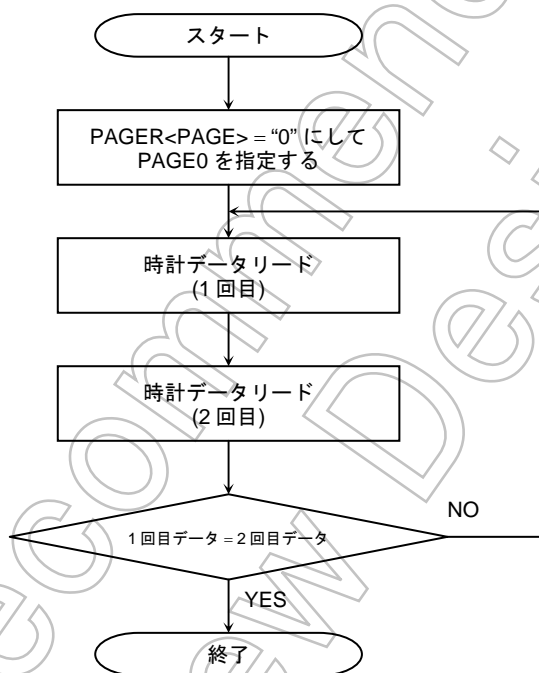 スタート
PAGER<PAGE> = “0” にして
PAGE0 を指定する
時計データリード
(1 回目)
時計データリード
(2 回目)
1 回目データ = 2 回目データ
NO
YES
終了